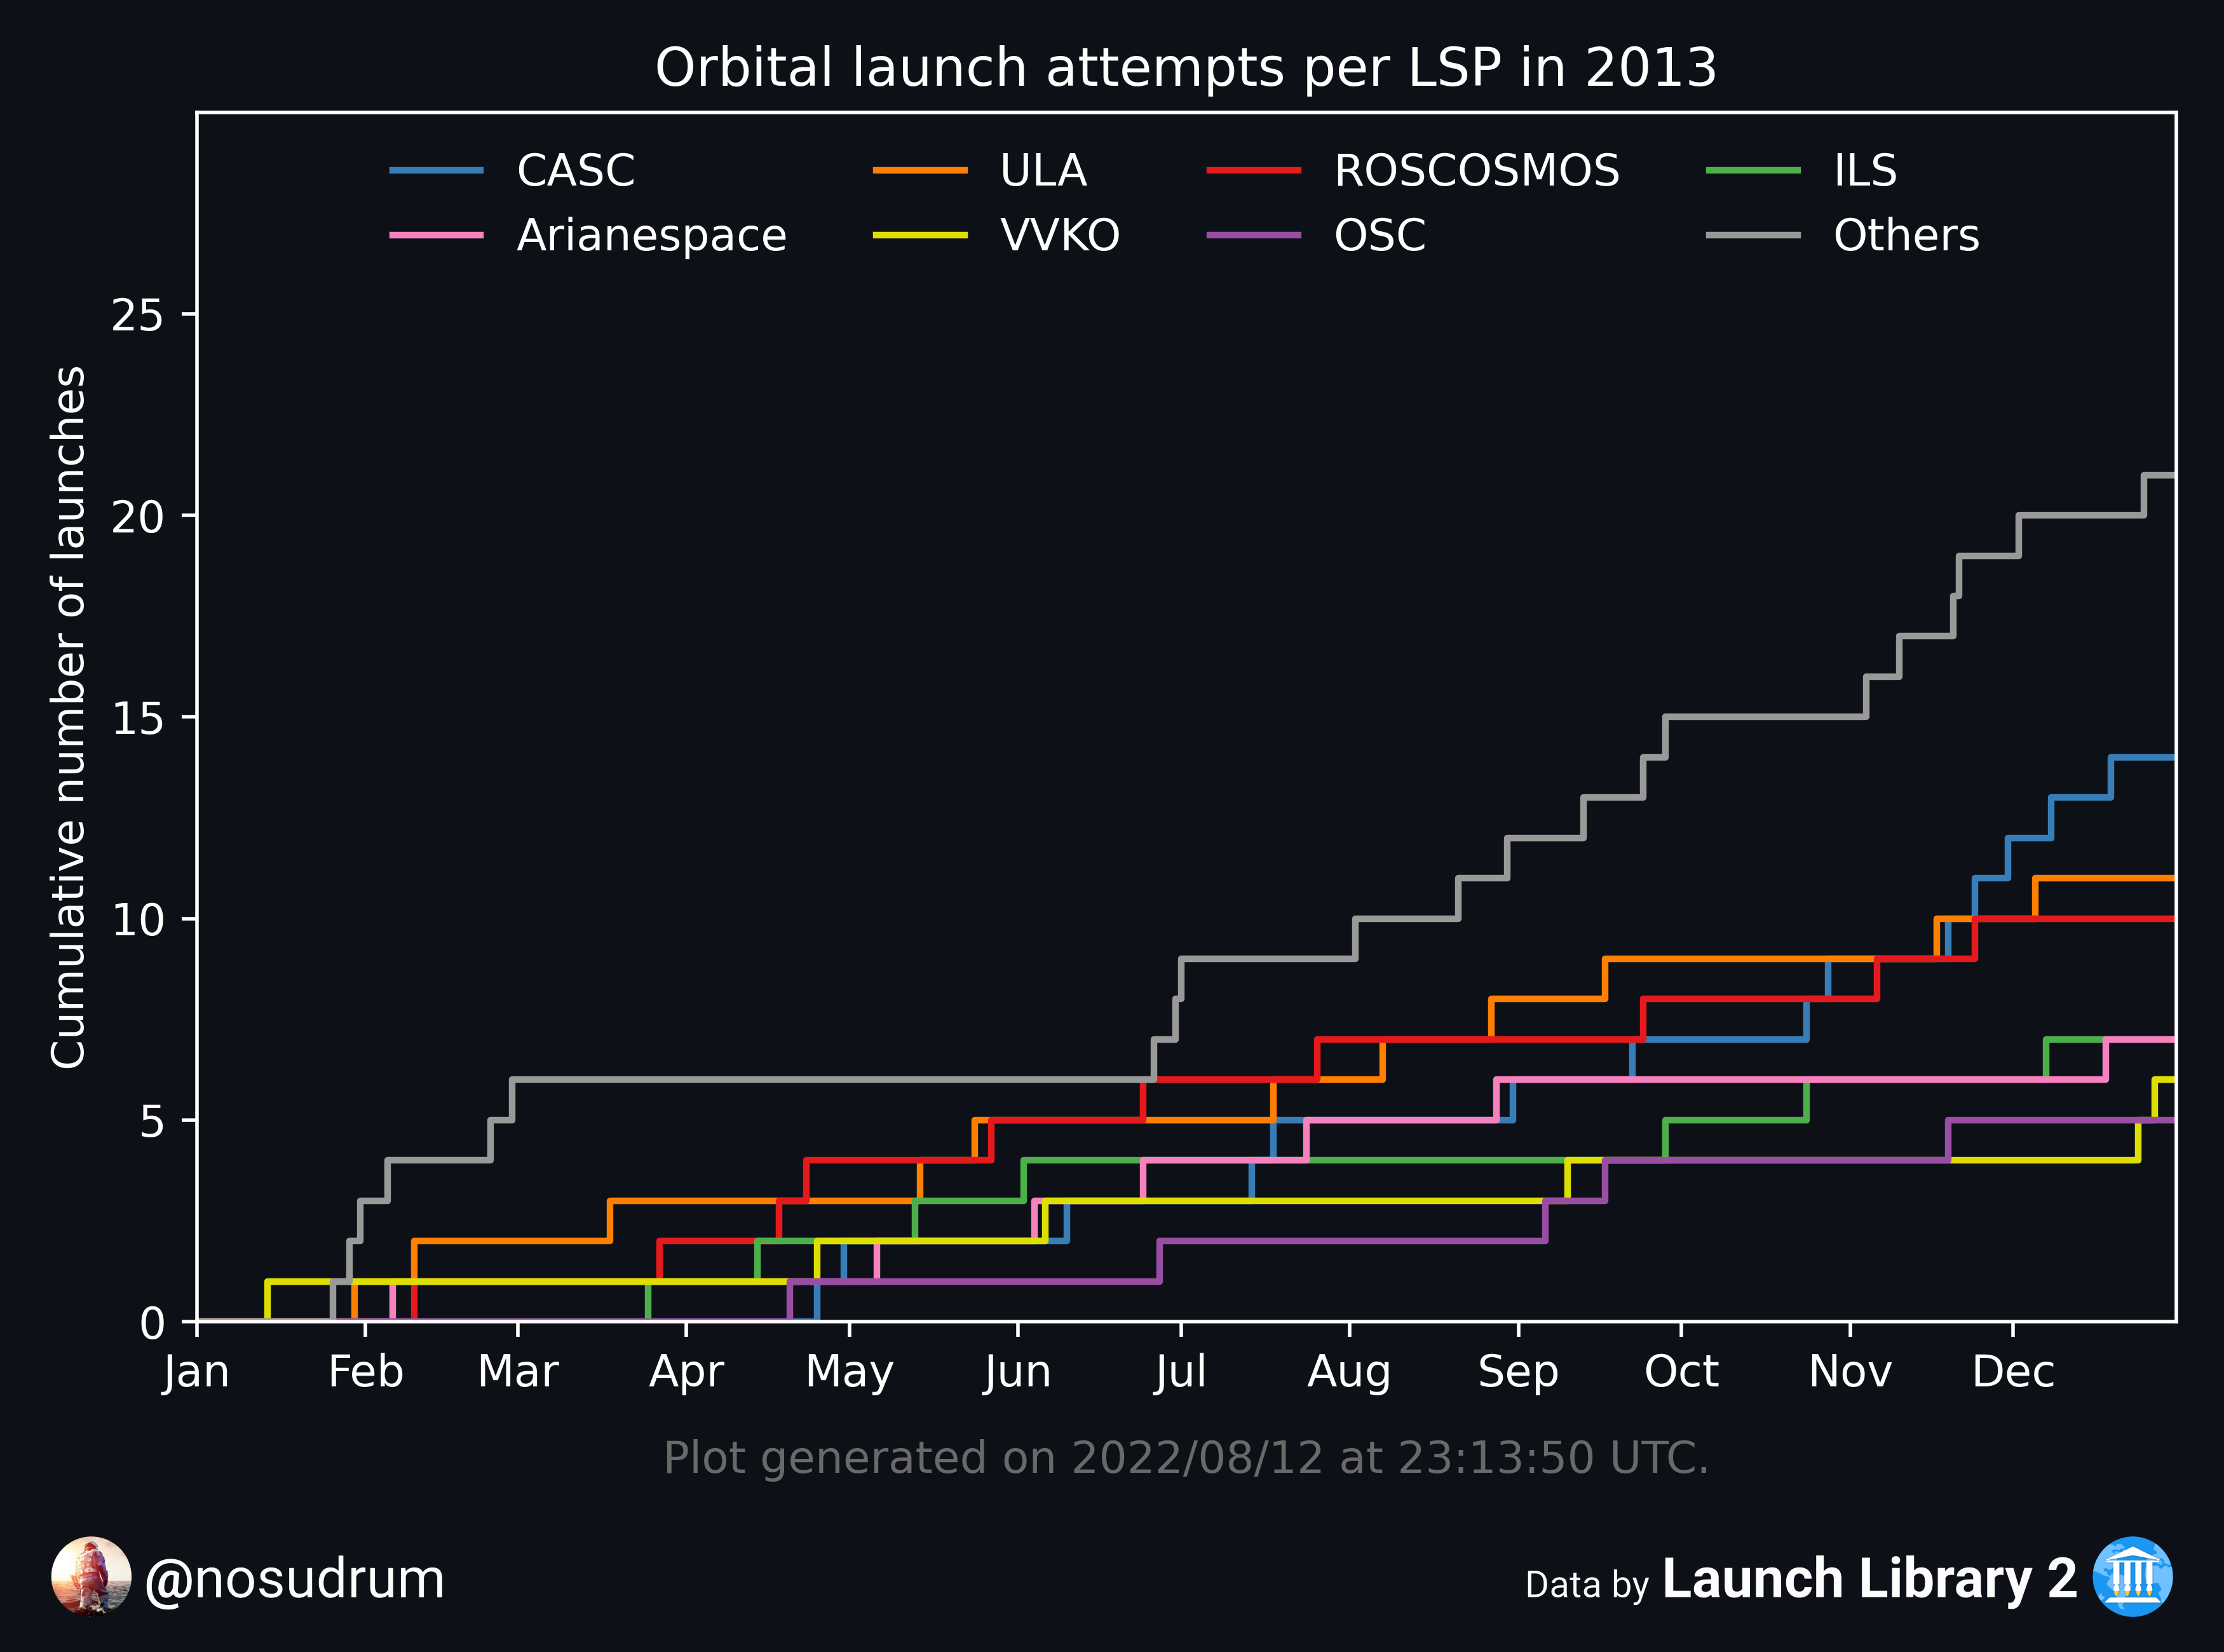 Orbital launch attempts per LSP in 2013
CASC ULA ROSCOSMOS ILS
Arianespace VVKO OSC Others
Cumulative number of launches
25
20
15
10
5
0
Jan Feb Mar Apr May Jun Jul Aug Sep Oct Nov Dec
Plot generated on 2022/08/12 at 23:13:50 UTC.
@nosudrum
Data by Launch Library 2